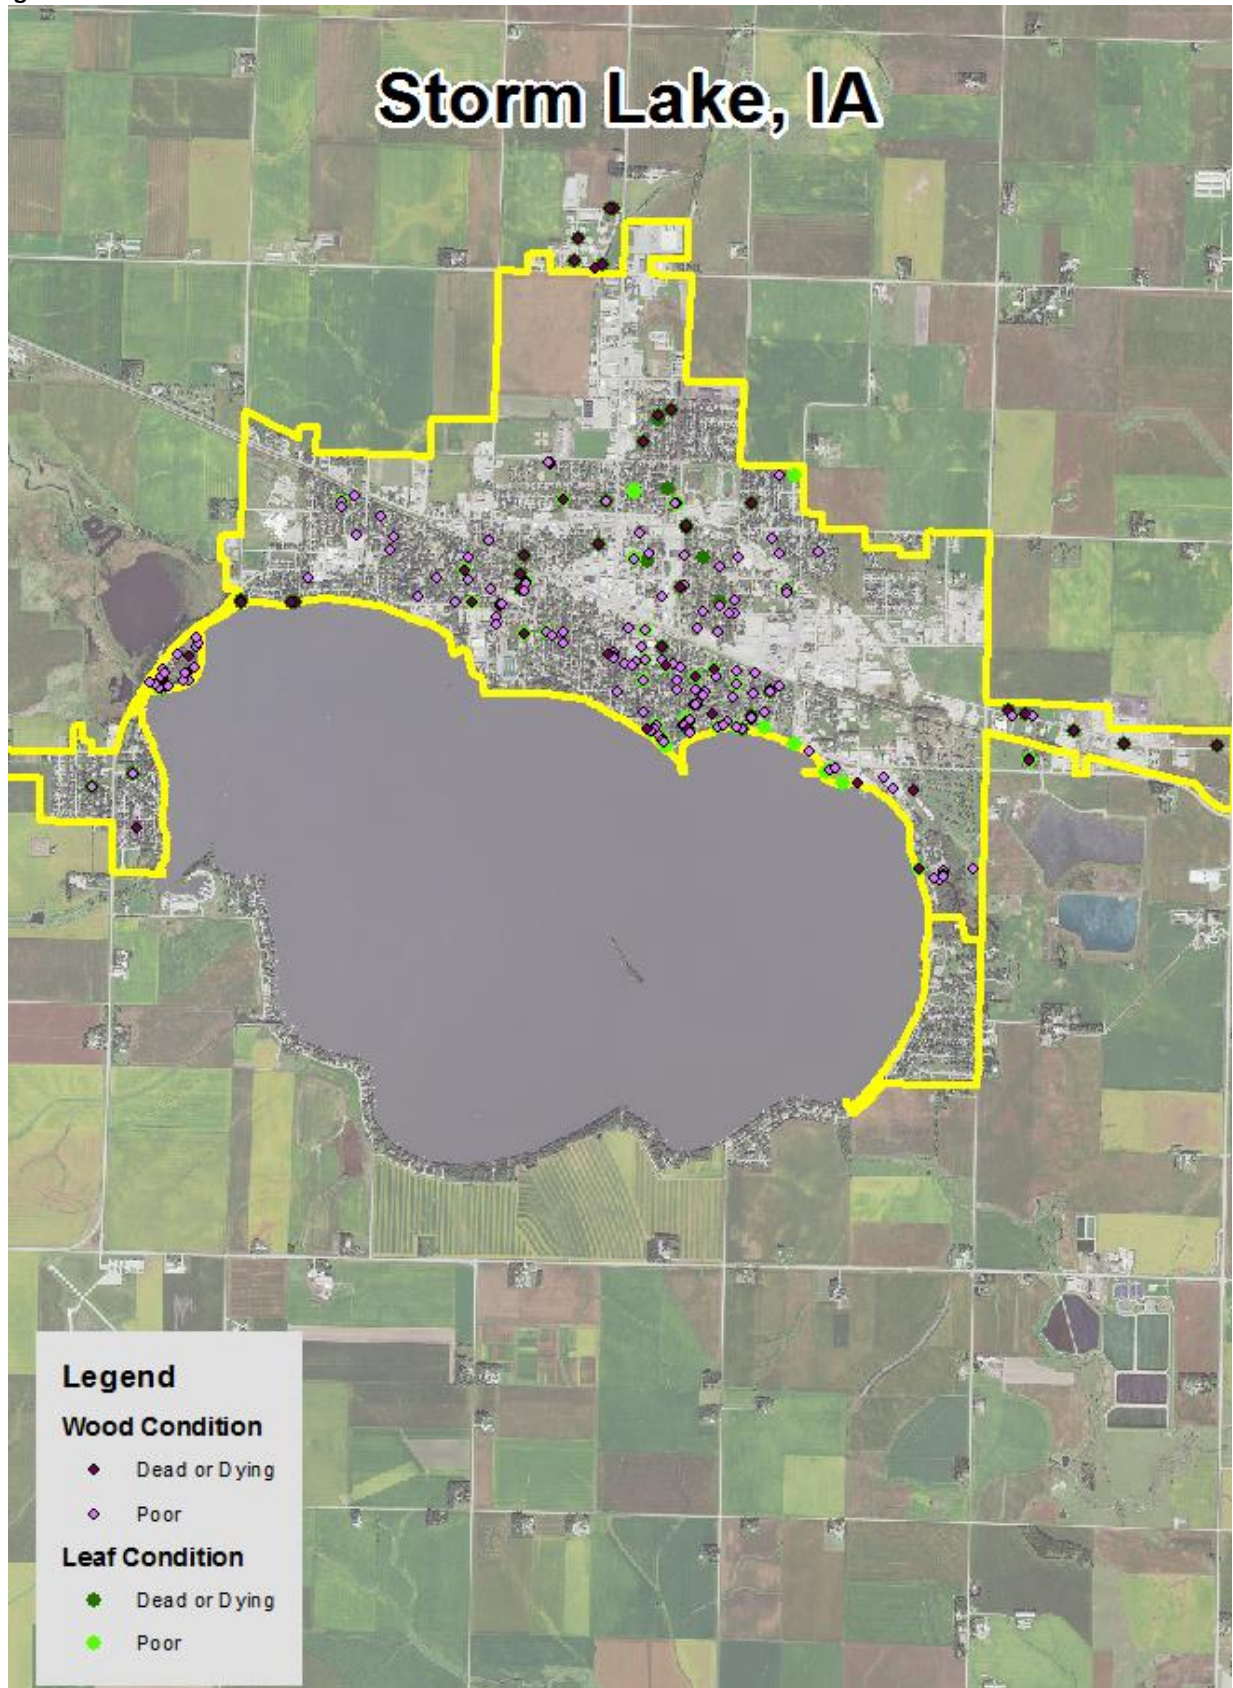 Storm Lake, IA
Legend
Wood Condition
Dead or Dying
Poor
Leaf Condition
Dead or Dying
Poor